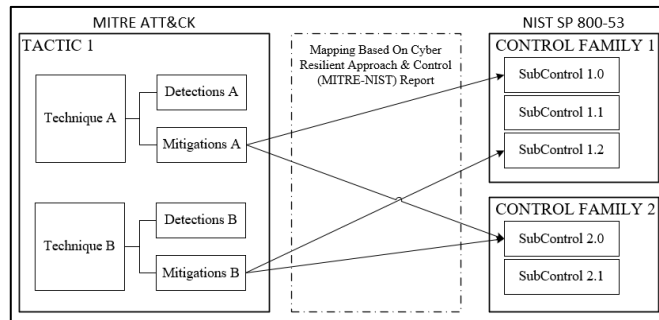 MITRE ATT&CK
NIST SP 800-53
TACTIC 1
Technique A
Detections A
Mitigations A
Technique B
Detections B
Mitigations B
Mapping Based On Cyber
Resilient Approach & Control
(MITRE-NIST) Report
CONTROL FAMILY 1
SubControl 1.0
SubControl 1.1
SubControl 1.2
CONTROL FAMILY 2
SubControl 2.0
SubControl 2.1